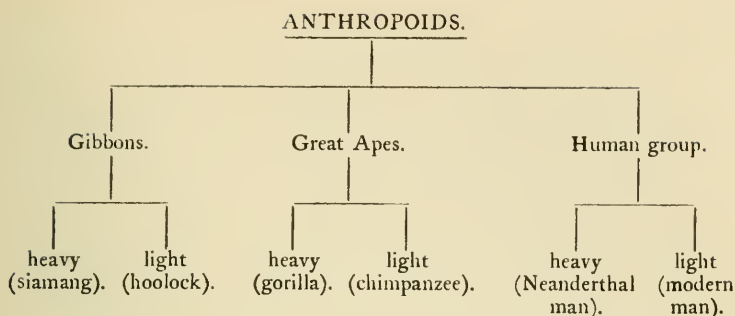 ANTHROPOIDS.
Gibbons. Great Apes. Human group.
heavy light heavy light heavy light
(siamang). (hoolock). (gorilla). (chimpanzee). (Neanderthal (modern
man). man).